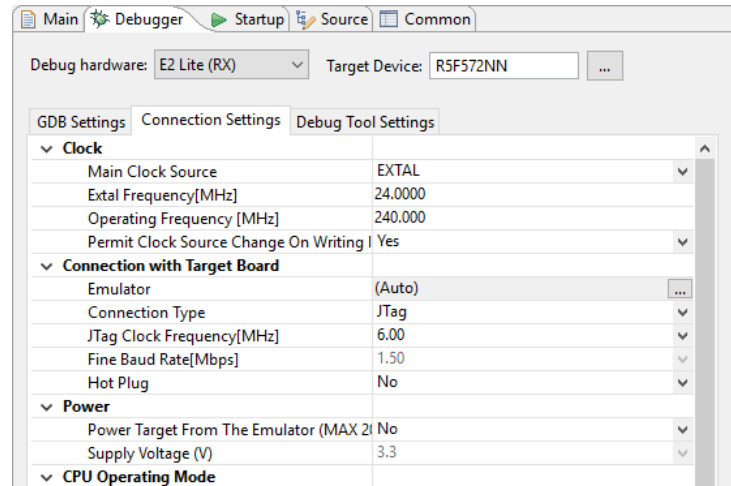 Main Debugger Startup Source Common
Debug hardware: E2 Lite (RX) Target Device: R5F572NN ...
GDB Settings Connection Settings Debug Tool Settings
Clock
Main Clock Source EXTAL
Extal Frequency[MHz] 24.0000
Operating Frequency [MHz] 240.000
Permit Clock Source Change On Writing Yes
Connection with Target Board
Emulator (Auto) ...
Connection Type JTag
JTag Clock Frequency[MHz] 6.00
Fine Baud Rate[Mbps] 1.50
Hot Plug No
Power
Power Target From The Emulator (MAX 20 No
Supply Voltage (V) 3.3
CPU Operating Mode